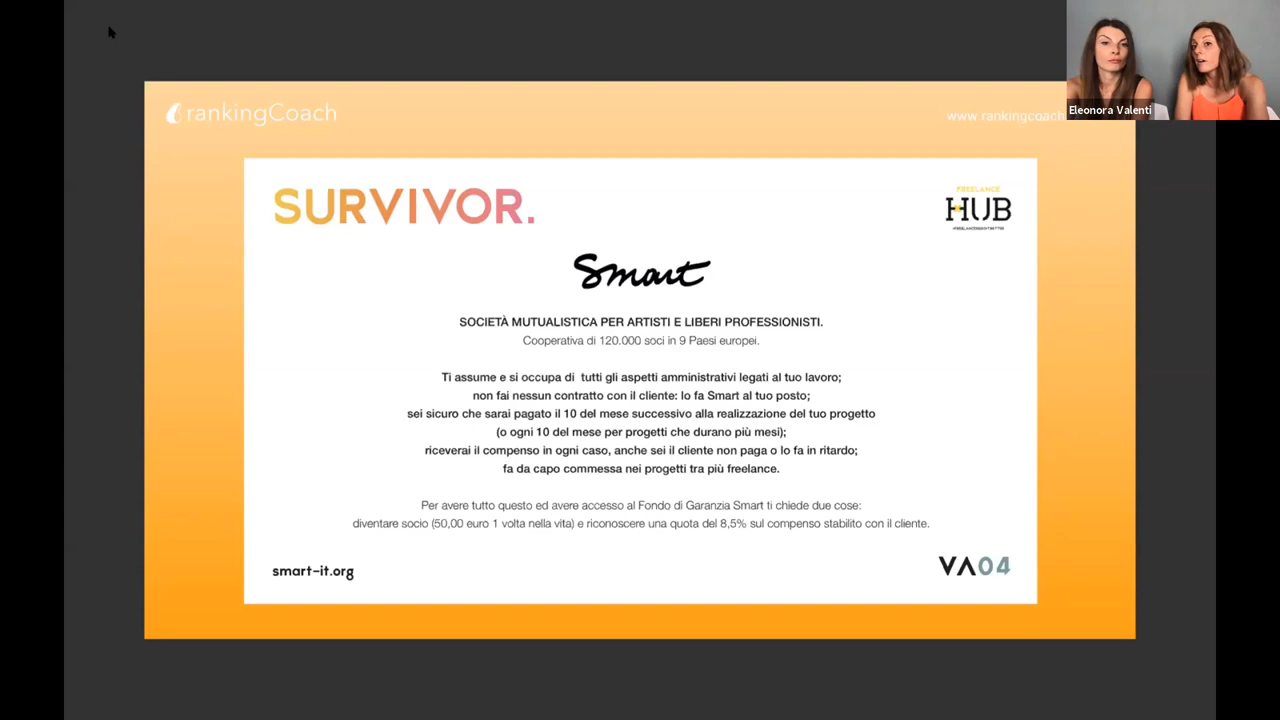 rankingCoach
www rankingcoach
Eleonora Valenti
SURVIVOR.
FREELANCE
HUB
Smart
SOCIETÀ MUTUALISTICA PER ARTISTI E LIBERI PROFESSIONISTI.
Cooperativa di 120.000 soci in 9 Paesi europei.
Ti assume e si occupa di tutti gli aspetti amministrativi legati al tuo lavoro;
non fai nessun contratto con il cliente: lo fa Smart al tuo posto;
sei sicuro che sarai pagato il 10 del mese successivo alla realizzazione del tuo progetto
(o ogni 10 del mese per progetti che durano più mesi);
riceverai il compenso in ogni caso, anche sei il cliente non paga o lo fa in ritardo;
fa da capo commessa nei progetti tra più freelance.
Per avere tutto questo ed avere accesso al Fondo di Garanzia Smart ti chiede due cose:
diventare socio (50,00 euro 1 volta nella vita) e riconoscere una quota del 8,5% sul compenso stabilito con il cliente.
smart-it.org
VA04